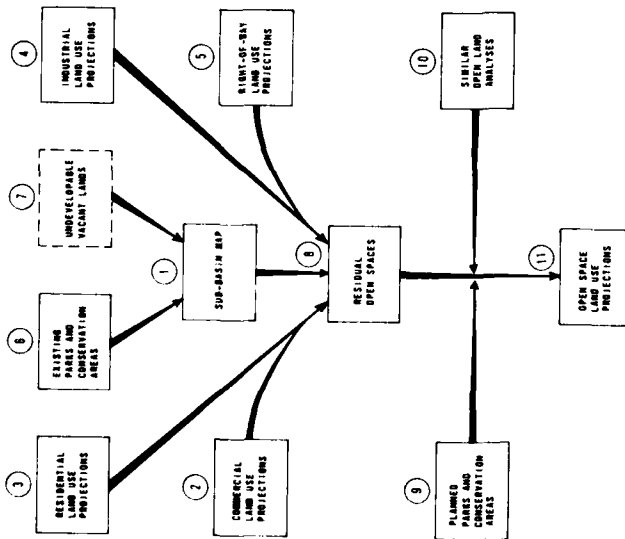 3
RESIDENTIAL
LAND USE
PROJECTIONS
6
EXISTING
PARKS AND
CONSERVATION
AREAS
7
UNDEVELOPABLE
VACANT LANDS
4
INDUSTRIAL
LAND USE
PROJECTIONS
2
COMMERCIAL
LAND USE
PROJECTIONS
1
SUB-BASIN MAP
5
RIGHT-OF-WAY
LAND USE
PROJECTIONS
8
RESIDUAL
OPEN SPACES
9
PLANNED
PARKS AND
CONSERVATION
AREAS
10
SIMILAR
OPEN LAND
ANALYSES
11
OPEN SPACE
LAND USE
PROJECTIONS